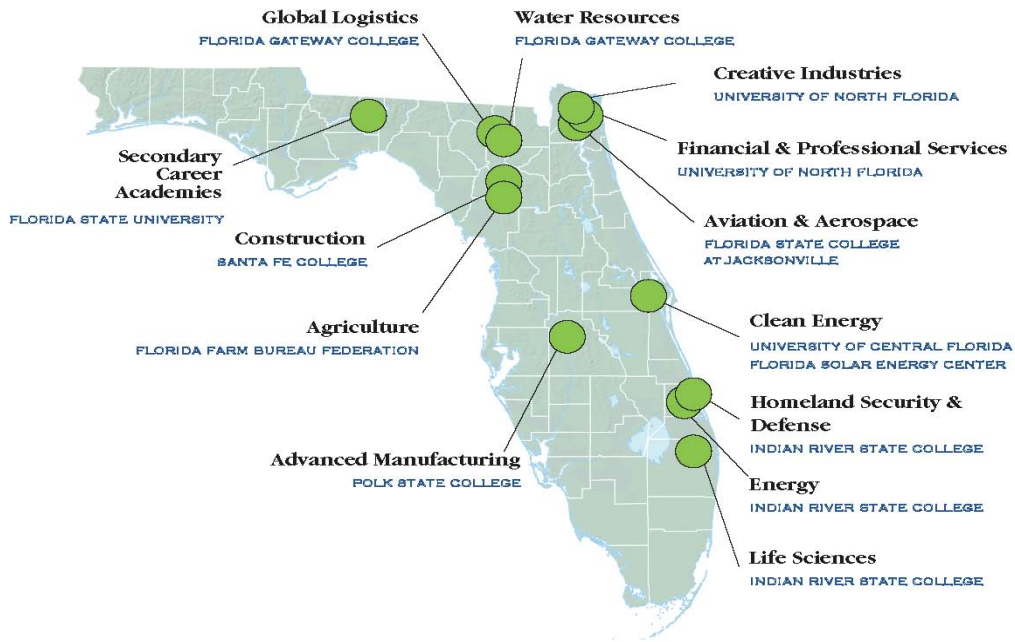 Global Logistics
FLORIDA GATEWAY COLLEGE
Water Resources
FLORIDA GATEWAY COLLEGE
Creative Industries
UNIVERSITY OF NORTH FLORIDA
Financial & Professional Services
UNIVERSITY OF NORTH FLORIDA
Aviation & Aerospace
FLORIDA STATE COLLEGE
AT JACKSONVILLE
Secondary
Career
Academies
FLORIDA STATE UNIVERSITY
Construction
SANTA FE COLLEGE
Agriculture
FLORIDA FARM BUREAU FEDERATION
Clean Energy
UNIVERSITY OF CENTRAL FLORIDA
FLORIDA SOLAR ENERGY CENTER
Homeland Security &
Defense
INDIAN RIVER STATE COLLEGE
Advanced Manufacturing
POLK STATE COLLEGE
Energy
INDIAN RIVER STATE COLLEGE
Life Sciences
INDIAN RIVER STATE COLLEGE